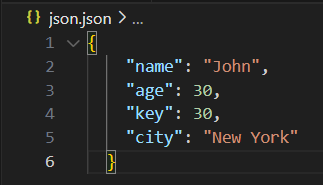 {} json.json > ...
1 {
2 "name": "John",
3 "age": 30,
4 "key": 30,
5 "city": "New York"
6 }